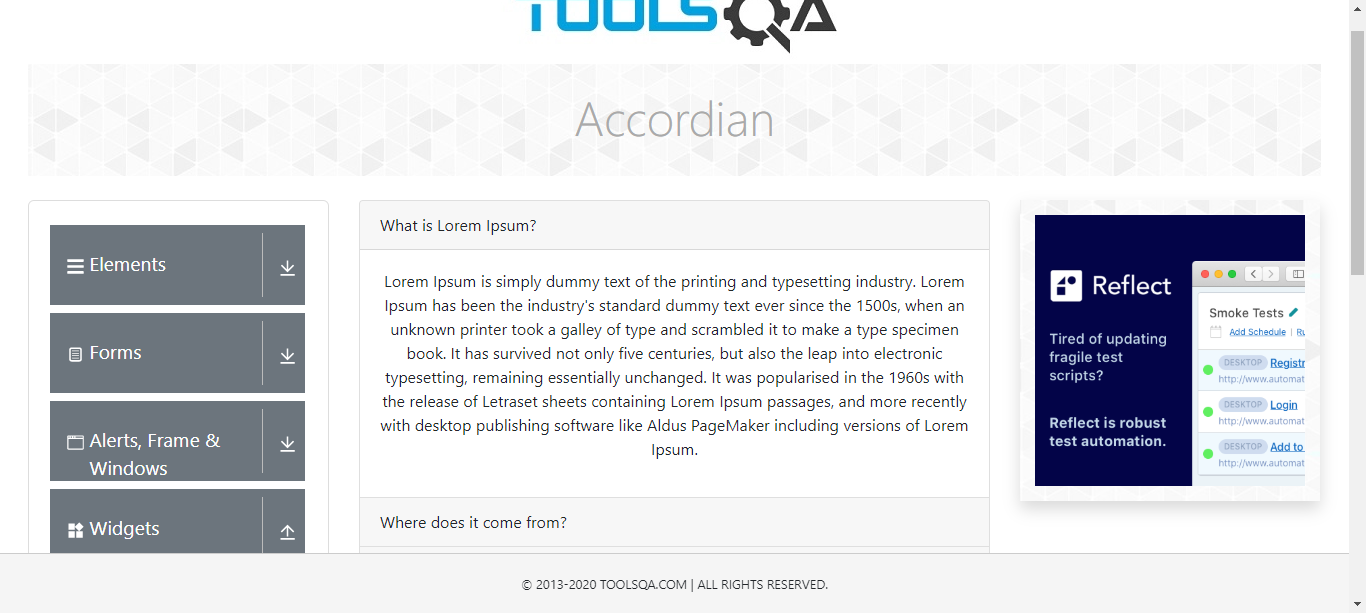 TOOLSQA
Accordian
Elements
Forms
Alerts, Frame &
Windows
Widgets
What is Lorem Ipsum?
Lorem Ipsum is simply dummy text of the printing and typesetting industry. Lorem
Ipsum has been the industry's standard dummy text ever since the 1500s, when an
unknown printer took a galley of type and scrambled it to make a type specimen
book. It has survived not only five centuries, but also the leap into electronic
typesetting, remaining essentially unchanged. It was popularised in the 1960s with
the release of Letraset sheets containing Lorem Ipsum passages, and more recently
with desktop publishing software like Aldus PageMaker including versions of Lorem
Ipsum.
Where does it come from?
Reflect
Tired of updating
fragile test
scripts?
Reflect is robust
test automation.
Smoke Tests
Add Schedule | Ru
DESKTOP Registr
http://www.automat
DESKTOP Login
http://www.automat
DESKTOP Add to
http://www.automat
© 2013-2020 TOOLSQA.COM | ALL RIGHTS RESERVED.